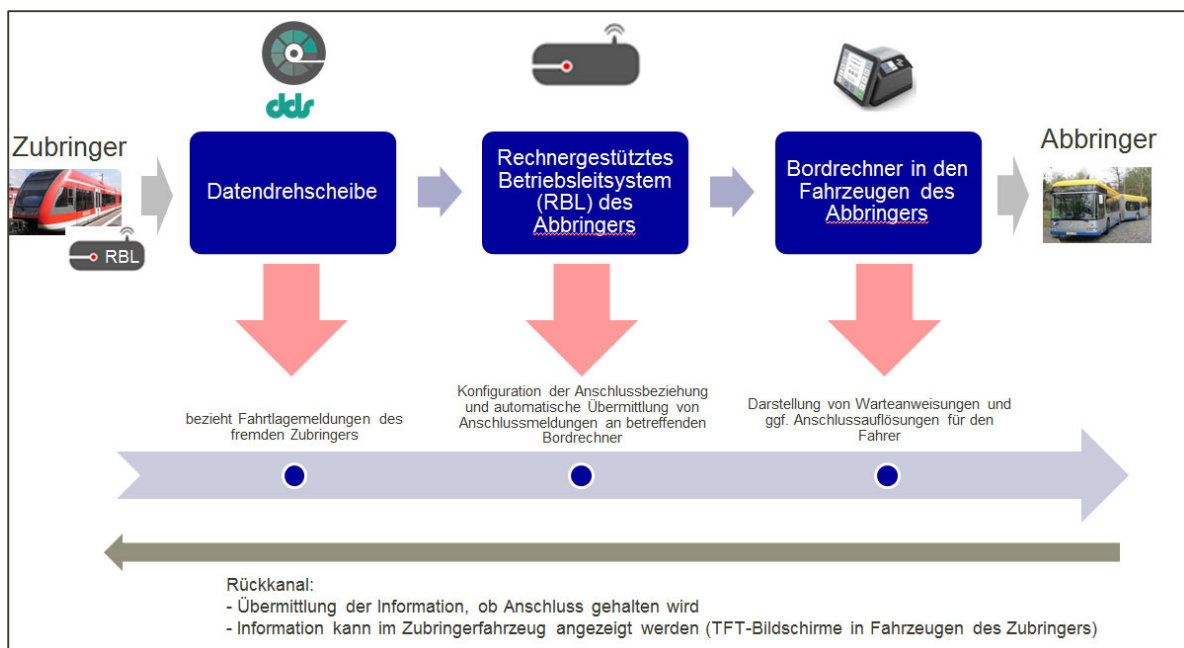 dds
Zubringer
RBL
Datendrehscheibe
Rechnergestütztes
Betriebsleitsystem
(RBL) des
Abbringers
Bordrechner in den
Fahrzeugen des
Abbringers
Abbringer
bezieht Fahrtlagemeldungen des
fremden Zubringers
Konfiguration der Anschlussbeziehung
und automatische Übermittlung von
Anschlussmeldungen an betreffenden
Bordrechner
Darstellung von Warteanweisungen und
ggf. Anschlussauflösungen für den
Fahrer
Rückkanal:
- Übermittlung der Information, ob Anschluss gehalten wird
- Information kann im Zubringerfahrzeug angezeigt werden (TFT-Bildschirme in Fahrzeugen des Zubringers)